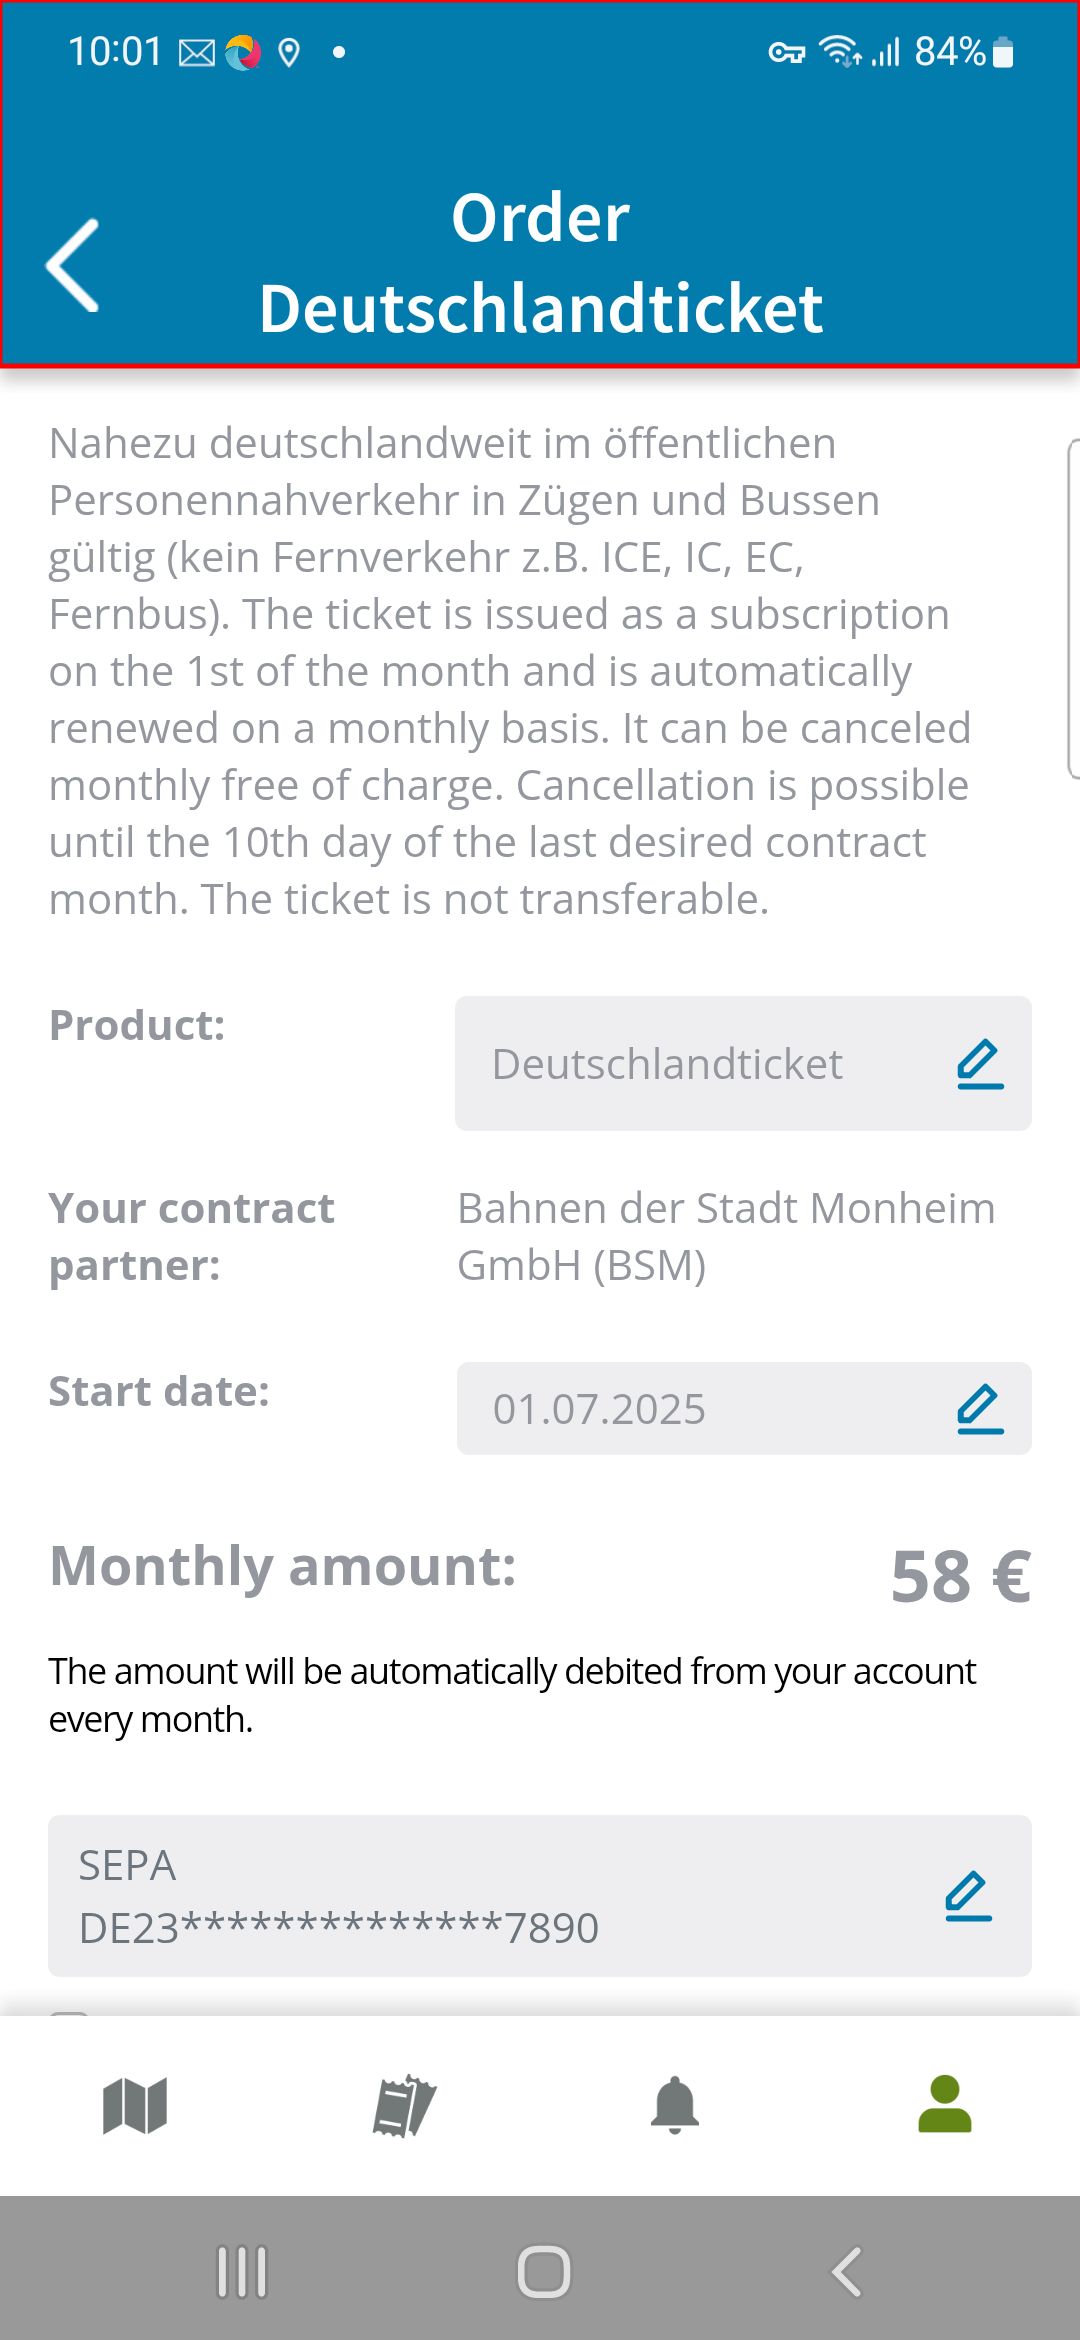 10:01
84%
Order
Deutschlandticket
Nahezu deutschlandweit im öffentlichen
Personennahverkehr in Zügen und Bussen
gültig (kein Fernverkehr z.B. ICE, IC, EC,
Fernbus). The ticket is issued as a subscription
on the 1st of the month and is automatically
renewed on a monthly basis. It can be canceled
monthly free of charge. Cancellation is possible
until the 10th day of the last desired contract
month. The ticket is not transferable.
Product:
Deutschlandticket
Your contract
partner:
Bahnen der Stadt Monheim
GmbH (BSM)
Start date:
01.07.2025
Monthly amount:
58 €
The amount will be automatically debited from your account
every month.
SEPA
DE23**************7890